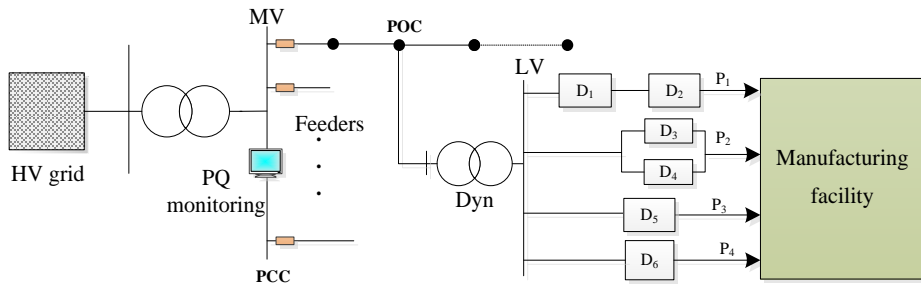 MV
POC
LV
D1
D2
P1
D3
P2
D4
Feeders
HV grid
PQ
monitoring
Dyn
D5
P3
D6
P4
Manufacturing
facility
PCC